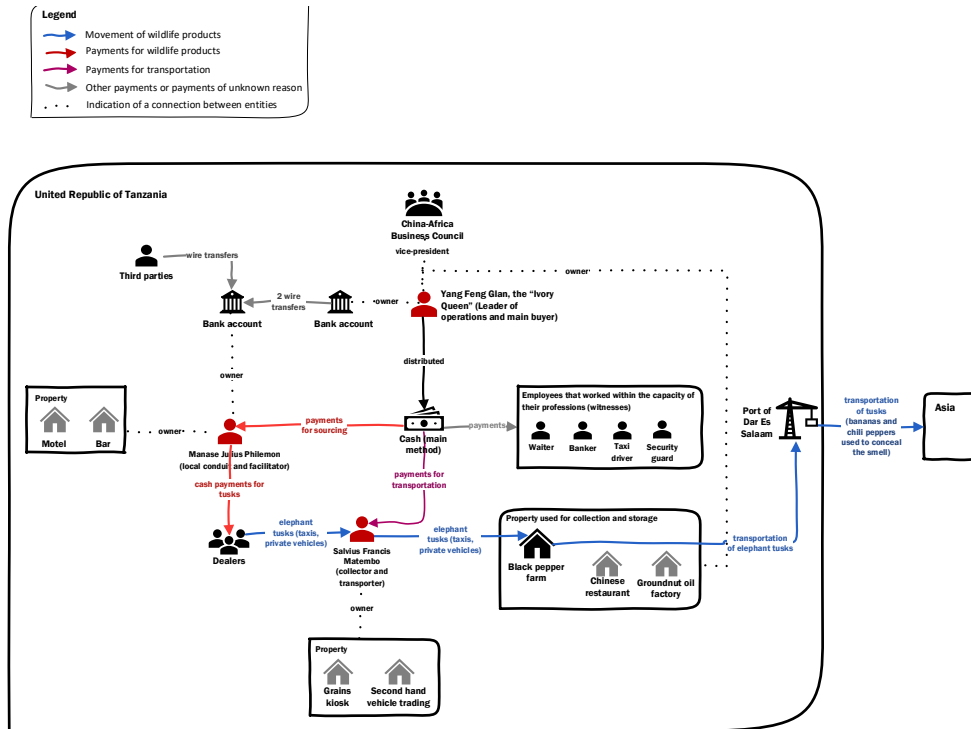 Legend
Movement of wildlife products
Payments for wildlife products
Payments for transportation
Other payments or payments of unknown reason
Indication of a connection between entities
United Republic of Tanzania
China-Africa
Business Council
vice-president
owner
wire transfers
Third parties
2 wire
transfers
owner
Yang Feng Glan, the “Ivory
Queen” (Leader of
operations and main buyer)
Bank account
Bank account
distributed
owner
Property
Motel
Bar
owner
payments
for sourcing
Cash (main
method)
payments
Employees that worked within the capacity of
their professions (witnesses)
Waiter
Banker
Taxi
driver
Security
guard
Port of
Dar Es
Salaam
transportation
of tusks
(bananas and
chili peppers
used to conceal
the smell)
Asia
Manase Julius Philemon
(local conduit and facilitator)
cash payments for
tusks
payments for
transportation
elephant
tusks (taxis,
private vehicles)
Dealers
Salvius Francis
Matembo
(collector and
transporter)
elephant
tusks (taxis,
private vehicles)
Property used for collection and storage
Black pepper
farm
Chinese
restaurant
Groundnut oil
factory
transportation
of elephant tusks
owner
Property
Grains
kiosk
Second hand
vehicle trading